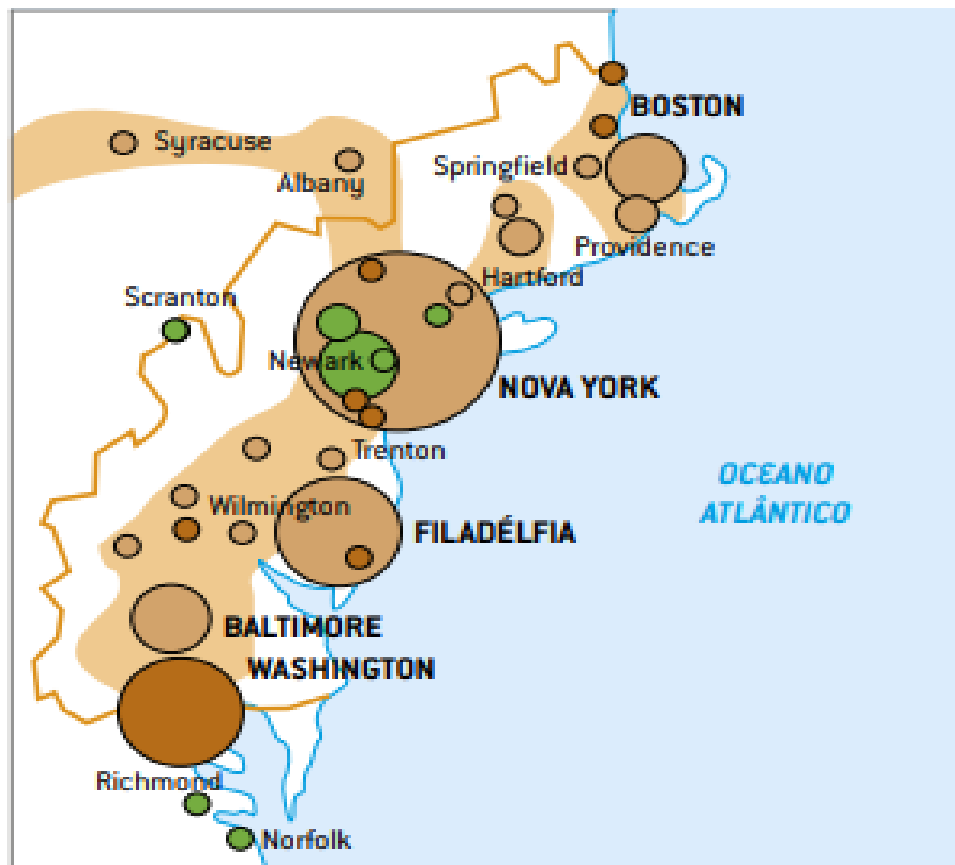 BOSTON
Syracuse
Springfield
Albany
Providence
Hartford
Scranton
Newark
NOVA YORK
Trenton
OCEANO
ATLÂNTICO
Wilmington
FILADÉLFIA
BALTIMORE
WASHINGTON
Richmond
Norfolk